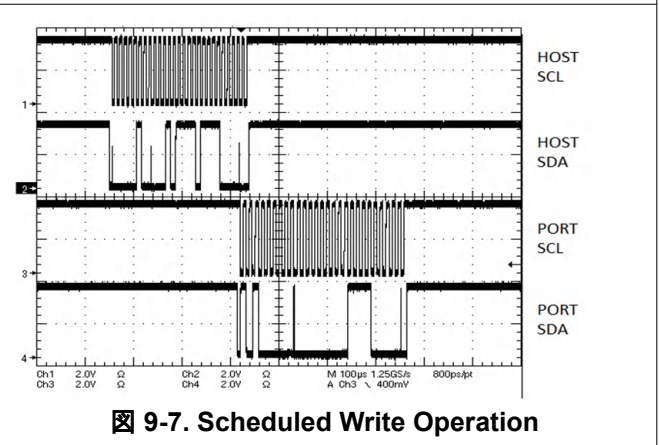 HOST
SCL
1
HOST
SDA
2
PORT
SCL
3
PORT
SDA
4
Ch1 2.0V Ω Ch2 2.0V Ω M 100µs 1.25GS/s 800ps/pt
Ch3 2.0V Ω Ch4 2.0V Ω A Ch3 ∖ 400mV
図 9-7. Scheduled Write Operation